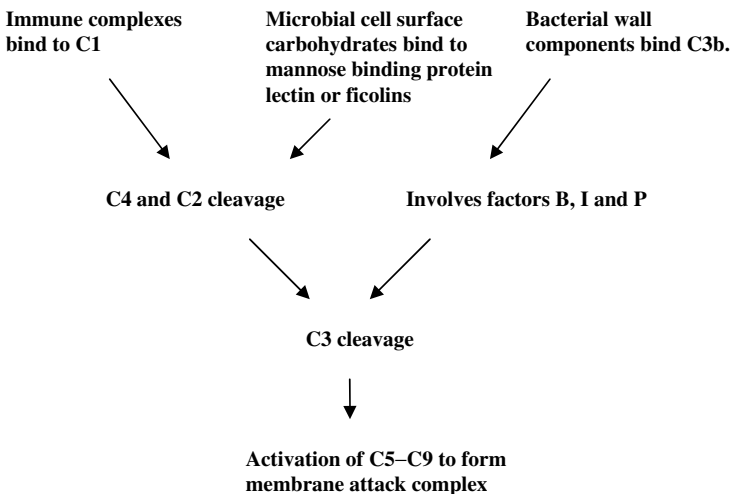 Immune complexes
bind to C1
Microbial cell surface
carbohydrates bind to
mannose binding protein
lectin or ficolins
Bacterial wall
components bind C3b.
C4 and C2 cleavage
Involves factors B, I and P
C3 cleavage
Activation of C5–C9 to form
membrane attack complex